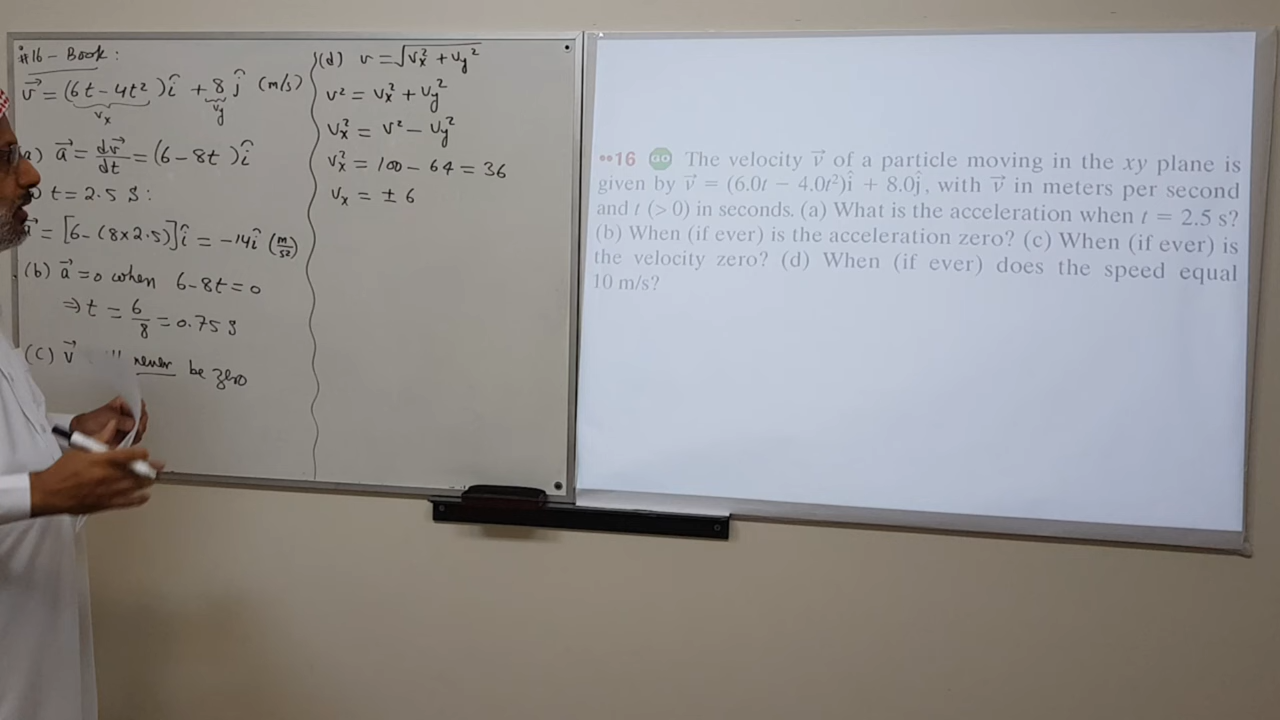 #16 - Book :
v⃗ = (6t - 4t²) î + 8 ĵ (m/s)
vₓ vᵧ
a) a⃗ = dv⃗/dt = (6 - 8t) î
t = 2.5 s :
a⃗ = [6 - (8×2.5)] î = -14 î (m/s²)
(b) a⃗ = 0 when 6 - 8t = 0
⇒ t = 6/8 = 0.75 s
(C) v⃗ never be zero
(d) v = √(vₓ² + vᵧ²)
v² = vₓ² + vᵧ²
vₓ² = v² - vᵧ²
vₓ² = 100 - 64 = 36
vₓ = ± 6
••16 GO The velocity v⃗ of a particle moving in the xy plane is
given by v⃗ = (6.0t − 4.0t²)î + 8.0ĵ, with v⃗ in meters per second
and t (> 0) in seconds. (a) What is the acceleration when t = 2.5 s?
(b) When (if ever) is the acceleration zero? (c) When (if ever) is
the velocity zero? (d) When (if ever) does the speed equal
10 m/s?